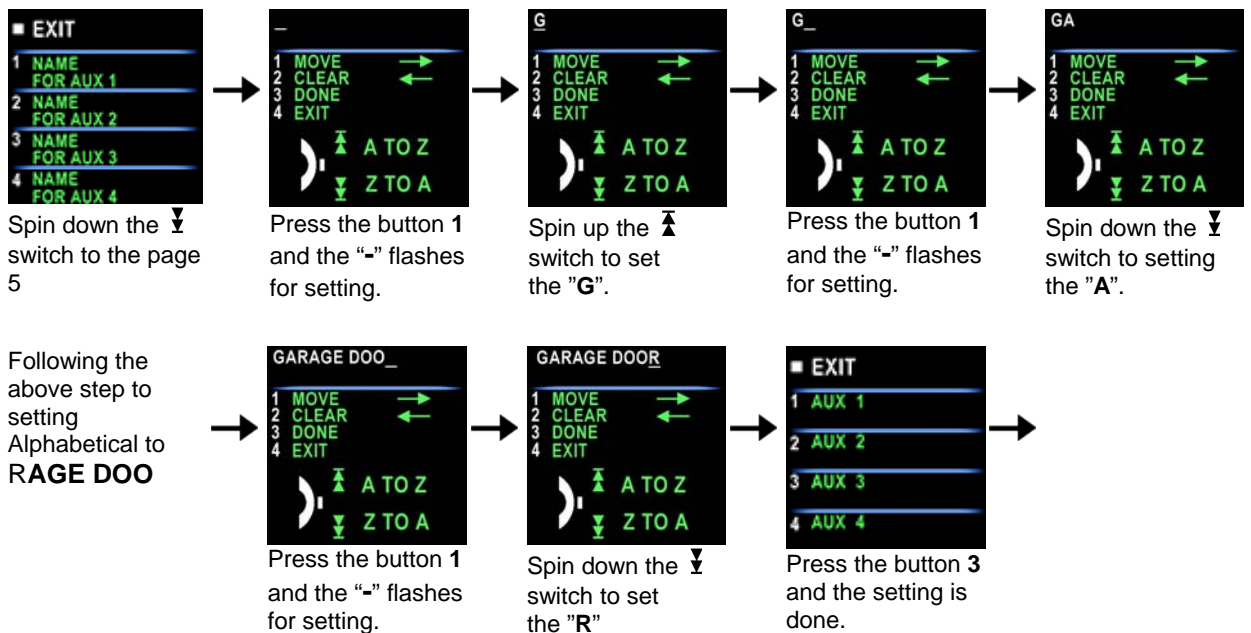 ■ EXIT
1 NAME
FOR AUX 1
2 NAME
FOR AUX 2
3 NAME
FOR AUX 3
4 NAME
FOR AUX 4
Spin down the
switch to the page
5
_
1 MOVE →
2 CLEAR ←
3 DONE
4 EXIT
A TO Z
Z TO A
Press the button 1
and the “-” flashes
for setting.
G
1 MOVE →
2 CLEAR ←
3 DONE
4 EXIT
A TO Z
Z TO A
Spin up the
switch to set
the ”G”.
G_
1 MOVE →
2 CLEAR ←
3 DONE
4 EXIT
A TO Z
Z TO A
Press the button 1
and the “-” flashes
for setting.
GA
1 MOVE →
2 CLEAR ←
3 DONE
4 EXIT
A TO Z
Z TO A
Spin down the
switch to setting
the ”A”.
Following the
above step to
setting
Alphabetical to
RAGE DOO
GARAGE DOO_
1 MOVE →
2 CLEAR ←
3 DONE
4 EXIT
A TO Z
Z TO A
Press the button 1
and the “-” flashes
for setting.
GARAGE DOOR
1 MOVE →
2 CLEAR ←
3 DONE
4 EXIT
A TO Z
Z TO A
Spin down the
switch to set
the ”R”
■ EXIT
1 AUX 1
2 AUX 2
3 AUX 3
4 AUX 4
Press the button 3
and the setting is
done.